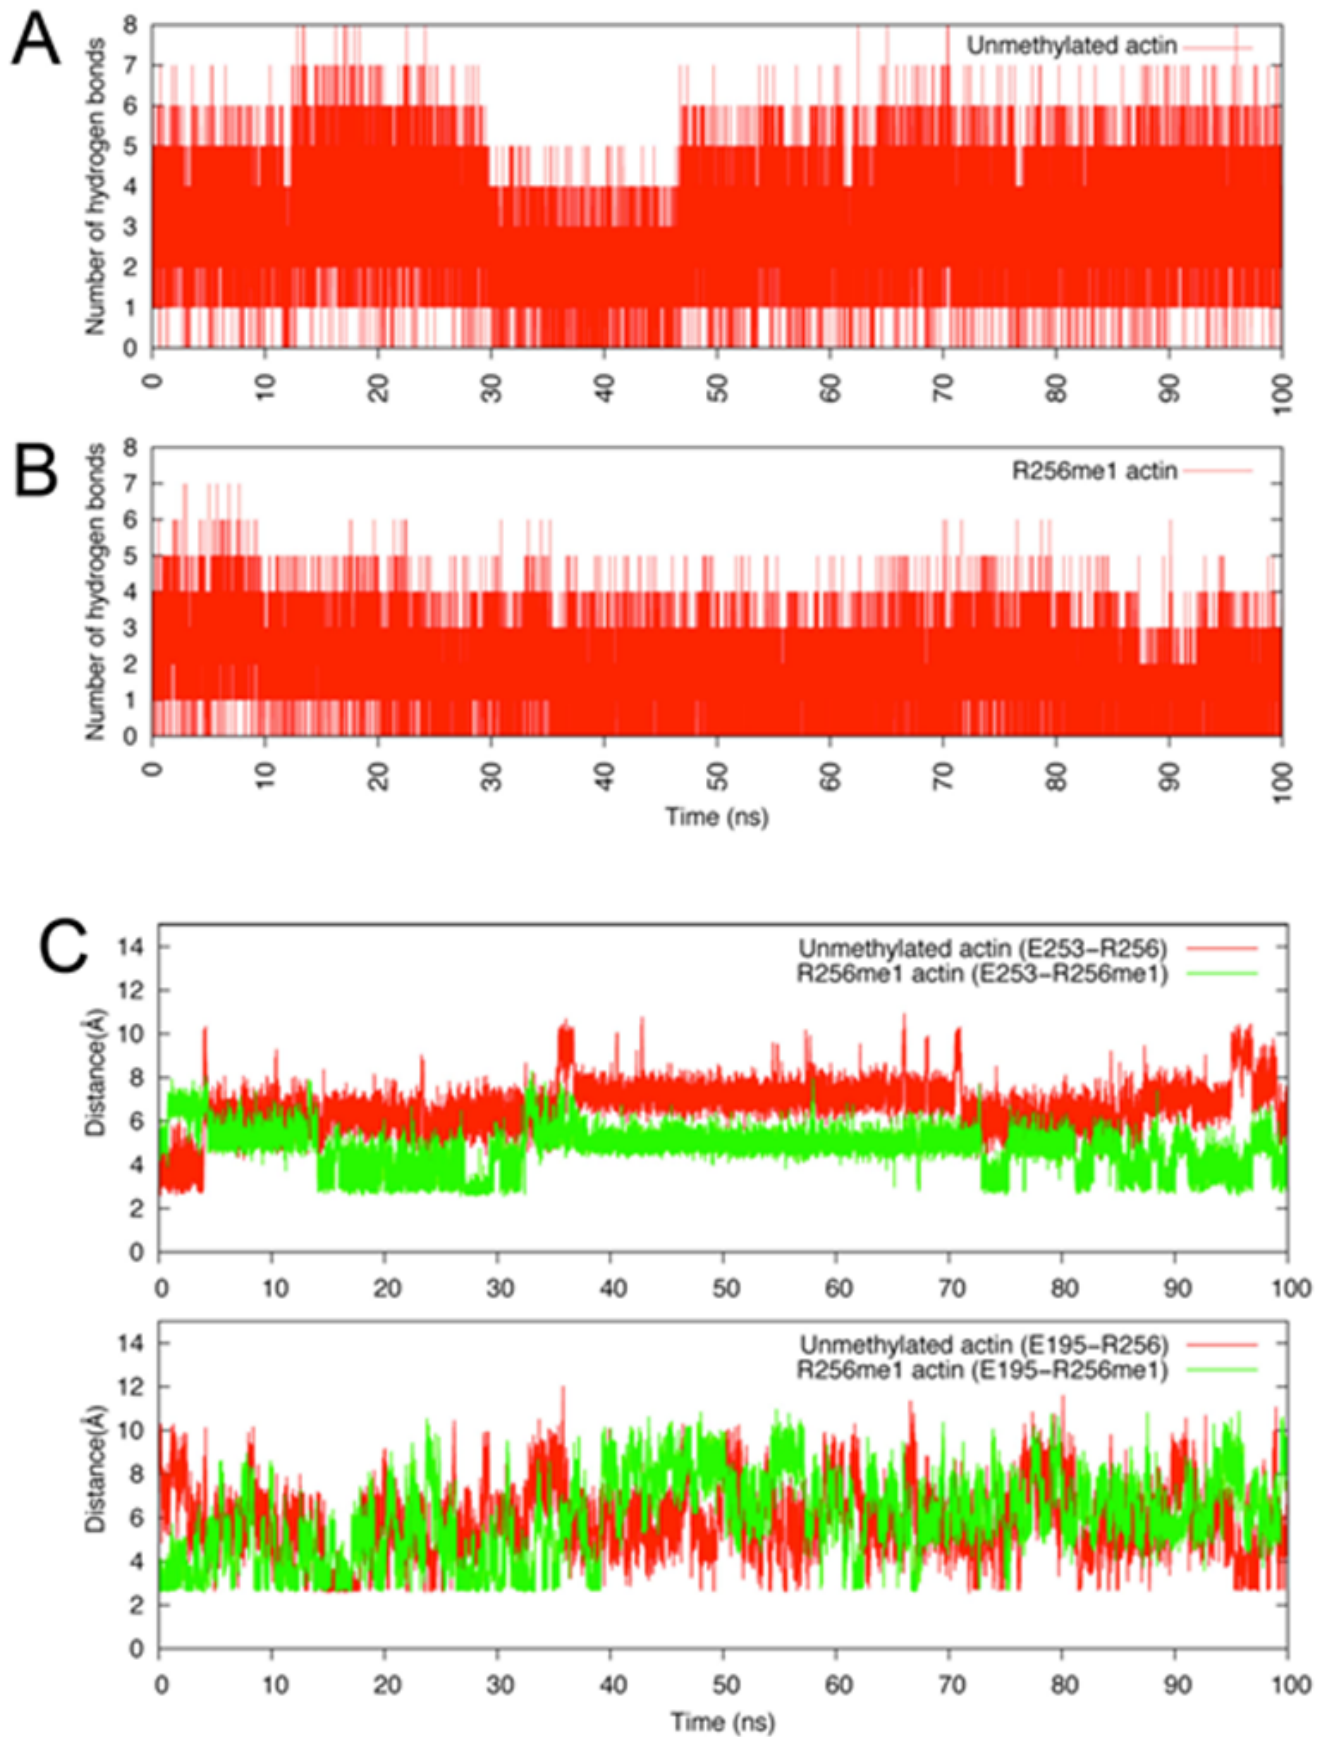 A
Number of hydrogen bonds
8
7
6
5
4
3
2
1
0
Unmethylated actin
0 10 20 30 40 50 60 70 80 90 100
B
Number of hydrogen bonds
8
7
6
5
4
3
2
1
0
R256me1 actin
0 10 20 30 40 50 60 70 80 90 100
Time (ns)
C
Distance(Å)
14
12
10
8
6
4
2
0
Unmethylated actin (E253–R256)
R256me1 actin (E253–R256me1)
0 10 20 30 40 50 60 70 80 90 100
Distance(Å)
14
12
10
8
6
4
2
0
Unmethylated actin (E195–R256)
R256me1 actin (E195–R256me1)
0 10 20 30 40 50 60 70 80 90 100
Time (ns)